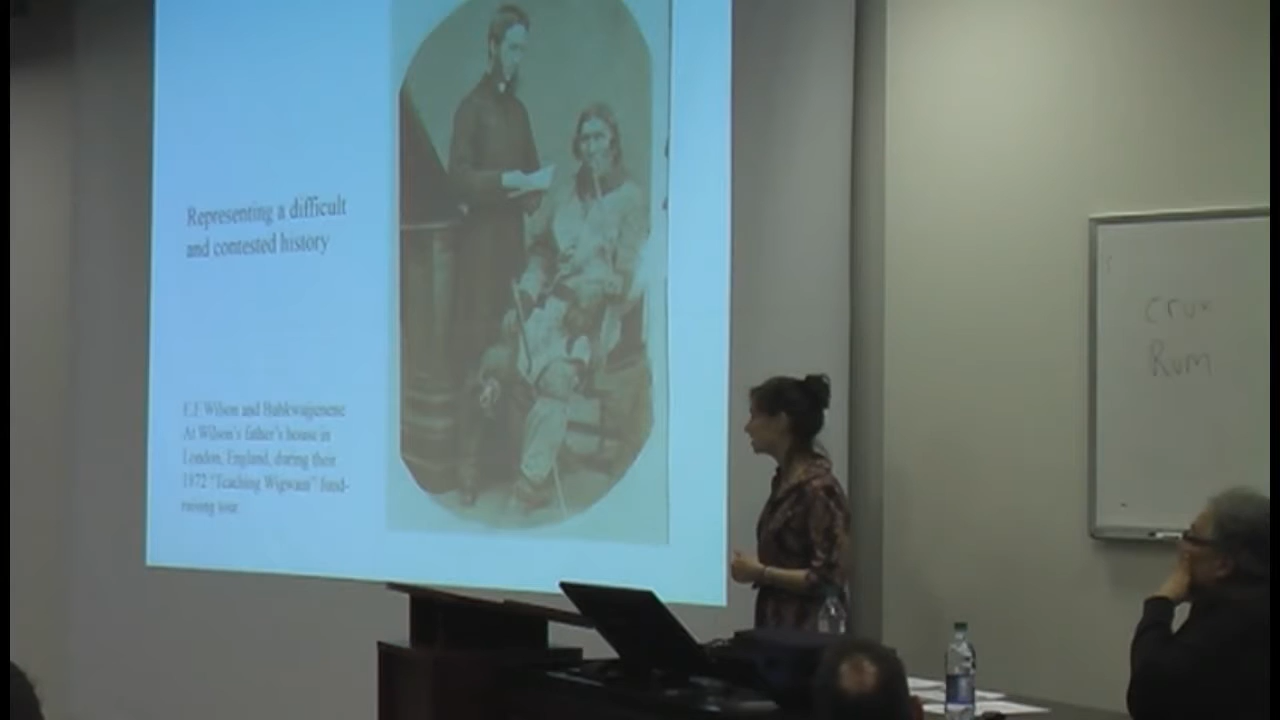 Representing a difficult
and contested history
E.F. Wilson and Buhkwujjenene
At Wilson's father's house in
London, England, during their
1872 "Teaching Wigwam" fund-
raising tour
Rum